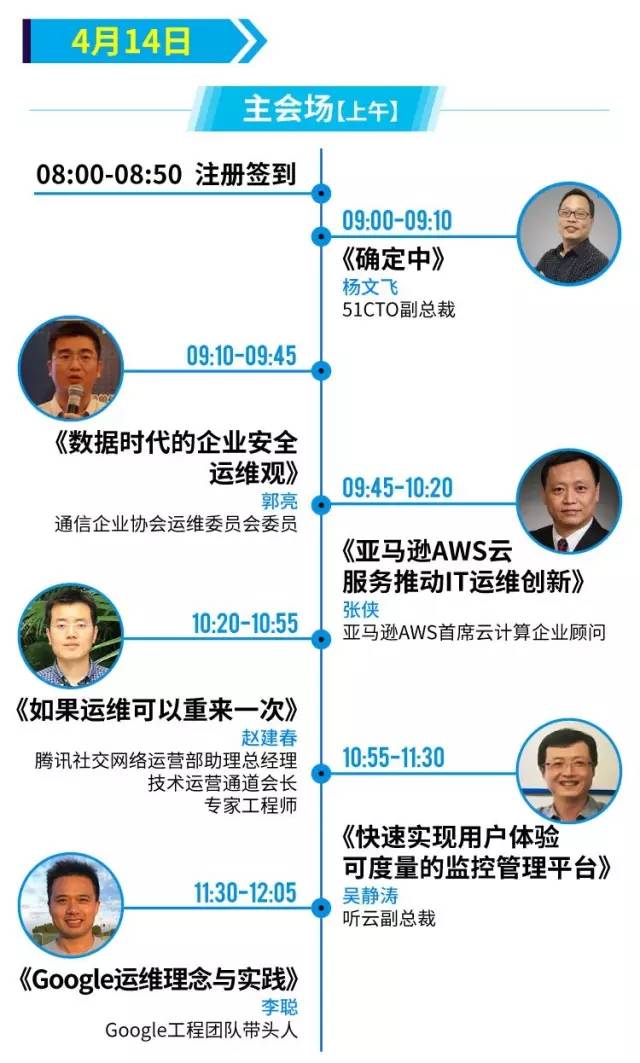 4月14日
主会场【上午】
08:00-08:50 注册签到
09:00-09:10
《确定中》
杨文飞
51CTO副总裁
09:10-09:45
《数据时代的企业安全
运维观》
郭亮
通信企业协会运维委员会委员
09:45-10:20
《亚马逊AWS云
服务推动IT运维创新》
张侠
亚马逊AWS首席云计算企业顾问
10:20-10:55
《如果运维可以重来一次》
赵建春
腾讯社交网络运营部助理总经理
技术运营通道会长
专家工程师
10:55-11:30
《快速实现用户体验
可度量的监控管理平台》
吴静涛
听云副总裁
11:30-12:05
《Google运维理念与实践》
李聪
Google工程团队带头人